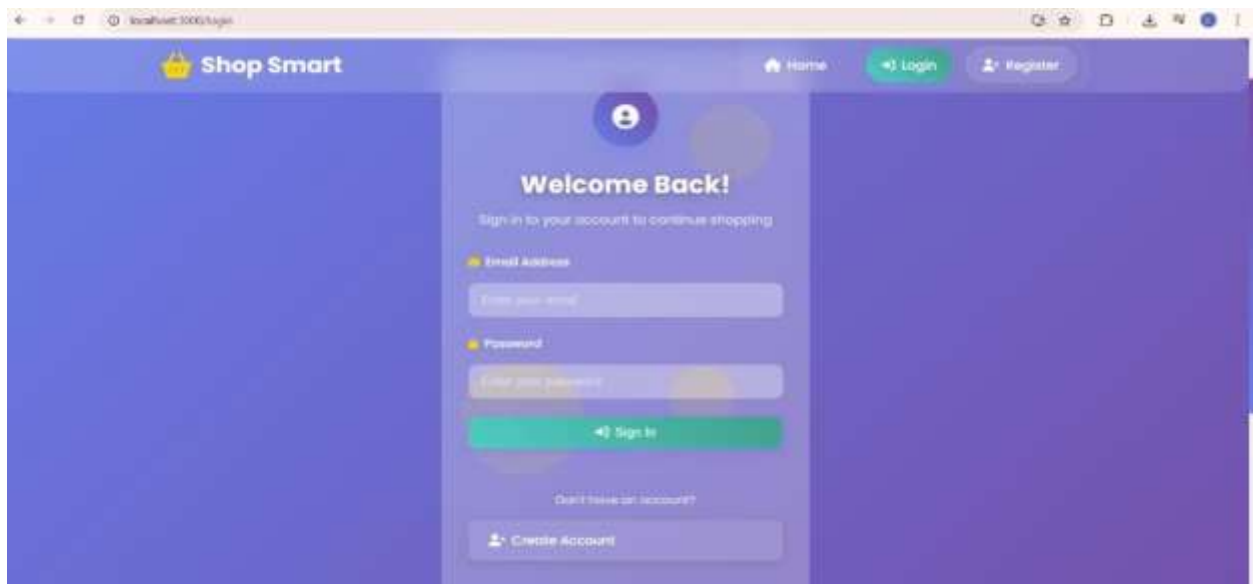 localhost:3000/login
Shop Smart
Home
Login
Register
Welcome Back!
Sign in to your account to continue shopping
Email Address
Enter your email
Password
Enter your password
Sign In
Don't have an account?
Create Account